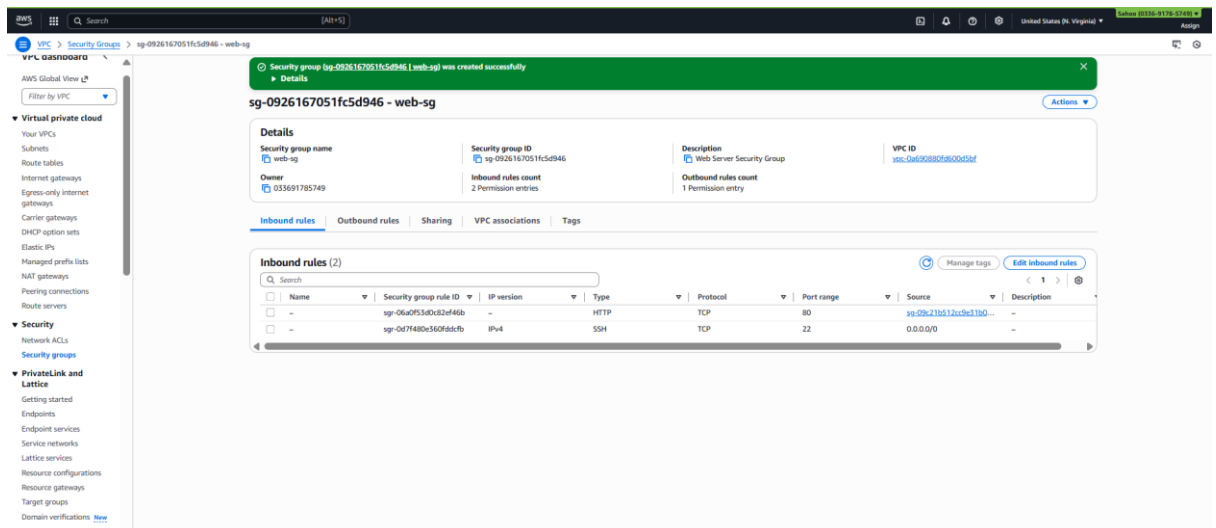 aws Search [Alt+S] United States (N. Virginia) ▼ Sahoo (0336-9178-5749) ▼
Assign
VPC > Security Groups > sg-0926167051fc5d946 - web-sg
VPC dashboard
AWS Global View
Filter by VPC
Virtual private cloud
Your VPCs
Subnets
Route tables
Internet gateways
Egress-only internet
gateways
Carrier gateways
DHCP option sets
Elastic IPs
Managed prefix lists
NAT gateways
Peering connections
Route servers
Security
Network ACLs
Security groups
PrivateLink and
Lattice
Getting started
Endpoints
Endpoint services
Service networks
Lattice services
Resource configurations
Resource gateways
Target groups
Domain verifications New
Security group (sg-0926167051fc5d946 | web-sg) was created successfully
Details
sg-0926167051fc5d946 - web-sg Actions
Details
Security group name Security group ID Description VPC ID
web-sg sg-0926167051fc5d946 Web Server Security Group vpc-0a690880fd600d5bf
Owner Inbound rules count Outbound rules count
033691785749 2 Permission entries 1 Permission entry
Inbound rules Outbound rules Sharing VPC associations Tags
Inbound rules (2) Manage tags Edit inbound rules
Search < 1 >
Name Security group rule ID IP version Type Protocol Port range Source Description
– sgr-06a0f53d0c82ef46b – HTTP TCP 80 sg-09c21b512cc9e31b0... –
– sgr-0d7f480e360fddcfb IPv4 SSH TCP 22 0.0.0.0/0 –